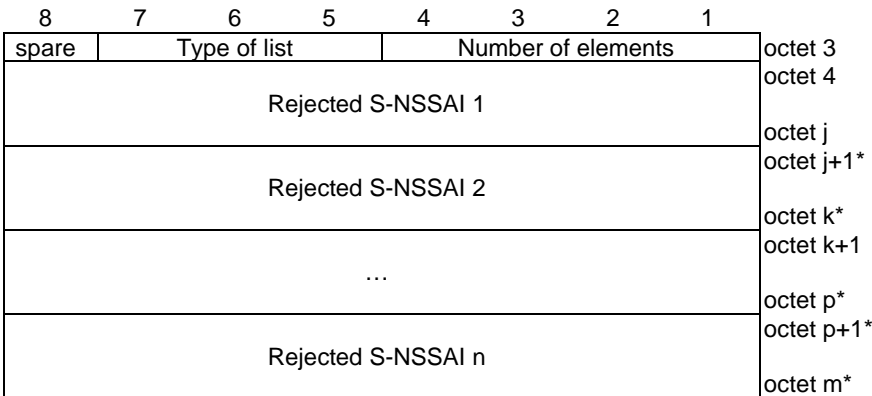 8 7 6 5 4 3 2 1
spare Type of list Number of elements octet 3
octet 4
Rejected S-NSSAI 1
octet j
octet j+1*
Rejected S-NSSAI 2
octet k*
octet k+1
…
octet p*
octet p+1*
Rejected S-NSSAI n
octet m*